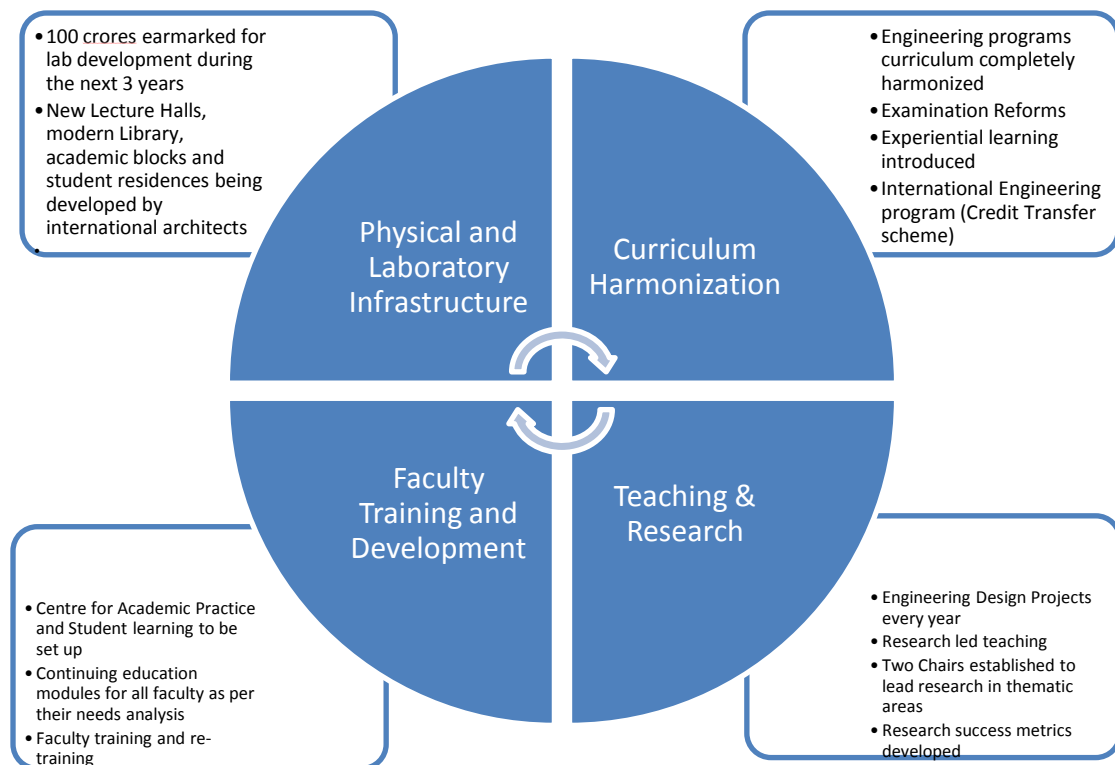 • 100 crores earmarked for
lab development during
the next 3 years
• New Lecture Halls,
modern Library,
academic blocks and
student residences being
developed by
international architects
•
• Engineering programs
curriculum completely
harmonized
• Examination Reforms
• Experiential learning
introduced
• International Engineering
program (Credit Transfer
scheme)
Physical and
Laboratory
Infrastructure
Curriculum
Harmonization
Faculty
Training and
Development
Teaching &
Research
• Centre for Academic Practice
and Student learning to be
set up
• Continuing education
modules for all faculty as per
their needs analysis
• Faculty training and re-
training
• Engineering Design Projects
every year
• Research led teaching
• Two Chairs established to
lead research in thematic
areas
• Research success metrics
developed